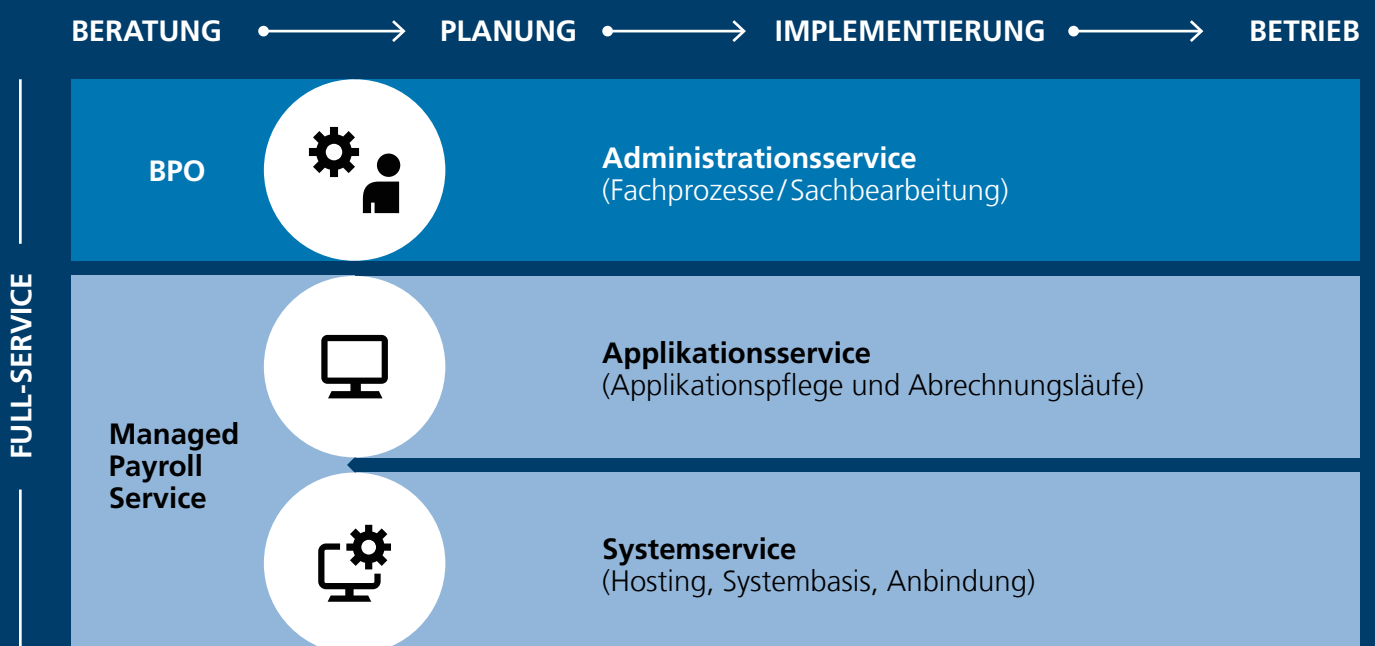 BERATUNG PLANUNG IMPLEMENTIERUNG BETRIEB
FULL-SERVICE
BPO
Administrationsservice
(Fachprozesse/Sachbearbeitung)
Managed
Payroll
Service
Applikationsservice
(Applikationspflege und Abrechnungsläufe)
Systemservice
(Hosting, Systembasis, Anbindung)